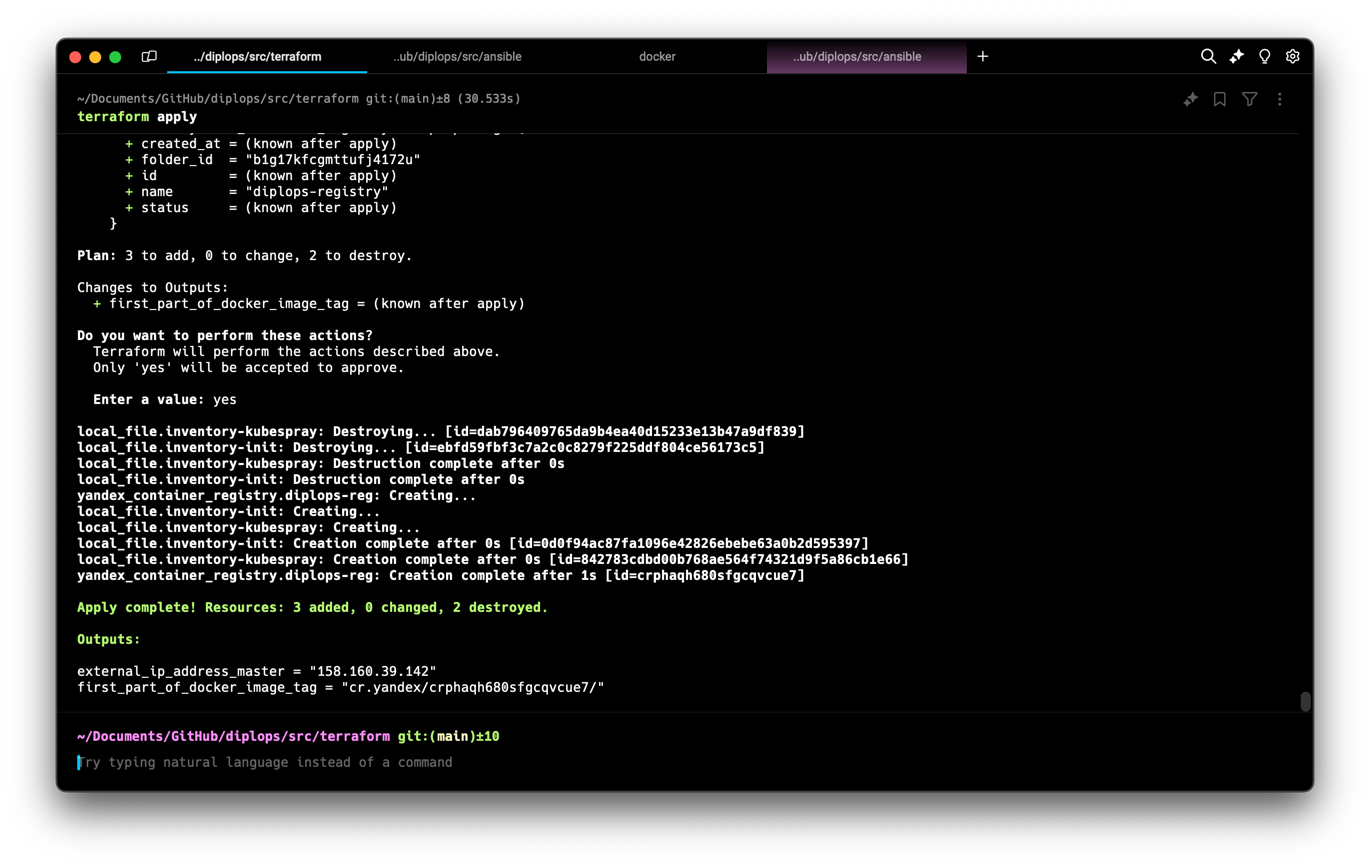 ../diplops/src/terraform
..ub/diplops/src/ansible
docker
..ub/diplops/src/ansible
~/Documents/GitHub/diplops/src/terraform git:(main)±8 (30.533s)
terraform apply
+ created_at = (known after apply)
+ folder_id  = "b1g17kfcgmttufj4172u"
+ id         = (known after apply)
+ name       = "diplops-registry"
+ status     = (known after apply)
}
Plan: 3 to add, 0 to change, 2 to destroy.
Changes to Outputs:
+ first_part_of_docker_image_tag = (known after apply)
Do you want to perform these actions?
Terraform will perform the actions described above.
Only 'yes' will be accepted to approve.
Enter a value: yes
local_file.inventory-kubespray: Destroying... [id=dab796409765da9b4ea40d15233e13b47a9df839]
local_file.inventory-init: Destroying... [id=ebfd59fbf3c7a2c0c8279f225ddf804ce56173c5]
local_file.inventory-kubespray: Destruction complete after 0s
local_file.inventory-init: Destruction complete after 0s
yandex_container_registry.diplops-reg: Creating...
local_file.inventory-init: Creating...
local_file.inventory-kubespray: Creating...
local_file.inventory-init: Creation complete after 0s [id=0d0f94ac87fa1096e42826ebebe63a0b2d595397]
local_file.inventory-kubespray: Creation complete after 0s [id=842783cdbd00b768ae564f74321d9f5a86cb1e66]
yandex_container_registry.diplops-reg: Creation complete after 1s [id=crphaqh680sfgcqvcue7]
Apply complete! Resources: 3 added, 0 changed, 2 destroyed.
Outputs:
external_ip_address_master = "158.160.39.142"
first_part_of_docker_image_tag = "cr.yandex/crphaqh680sfgcqvcue7/"
~/Documents/GitHub/diplops/src/terraform git:(main)±10
Try typing natural language instead of a command